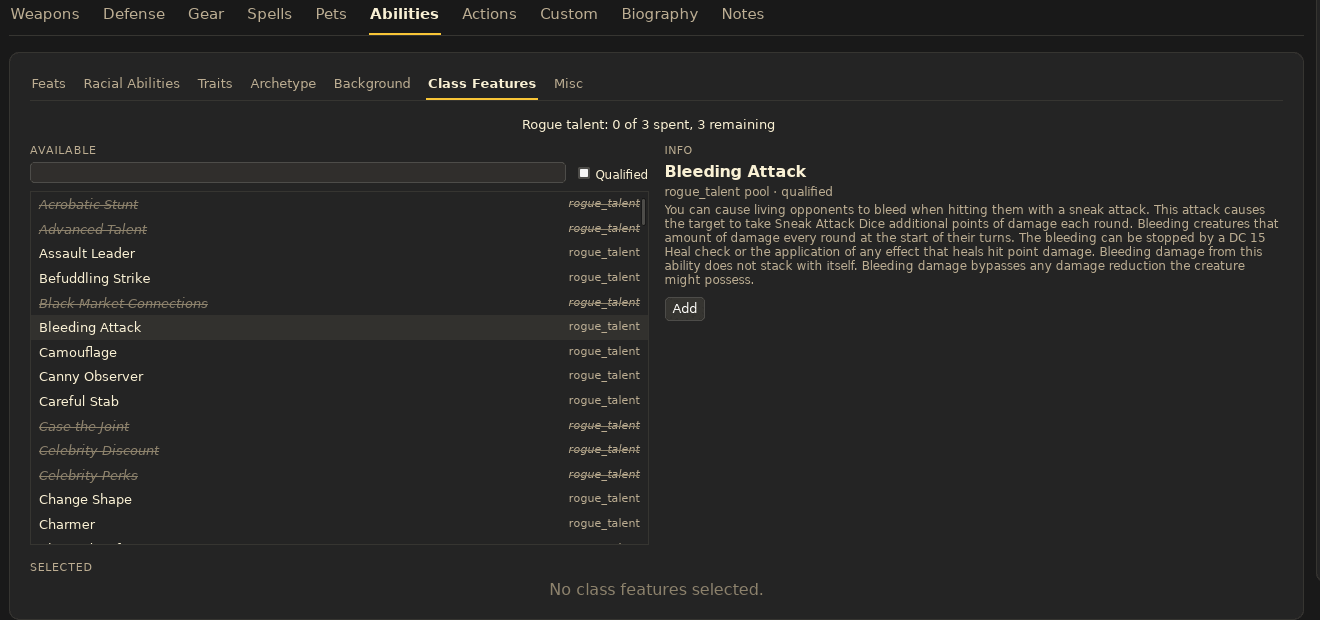 Weapons Defense Gear Spells Pets Abilities Actions Custom Biography Notes
Feats Racial Abilities Traits Archetype Background Class Features Misc
Rogue talent: 0 of 3 spent, 3 remaining
AVAILABLE
Qualified
Acrobatic Stunt rogue_talent
Advanced Talent rogue_talent
Assault Leader rogue_talent
Befuddling Strike rogue_talent
Black Market Connections rogue_talent
Bleeding Attack rogue_talent
Camouflage rogue_talent
Canny Observer rogue_talent
Careful Stab rogue_talent
Case the Joint rogue_talent
Celebrity Discount rogue_talent
Celebrity Perks rogue_talent
Change Shape rogue_talent
Charmer rogue_talent
INFO
Bleeding Attack
rogue_talent pool · qualified
You can cause living opponents to bleed when hitting them with a sneak attack. This attack causes
the target to take Sneak Attack Dice additional points of damage each round. Bleeding creatures that
amount of damage every round at the start of their turns. The bleeding can be stopped by a DC 15
Heal check or the application of any effect that heals hit point damage. Bleeding damage from this
ability does not stack with itself. Bleeding damage bypasses any damage reduction the creature
might possess.
Add
SELECTED
No class features selected.